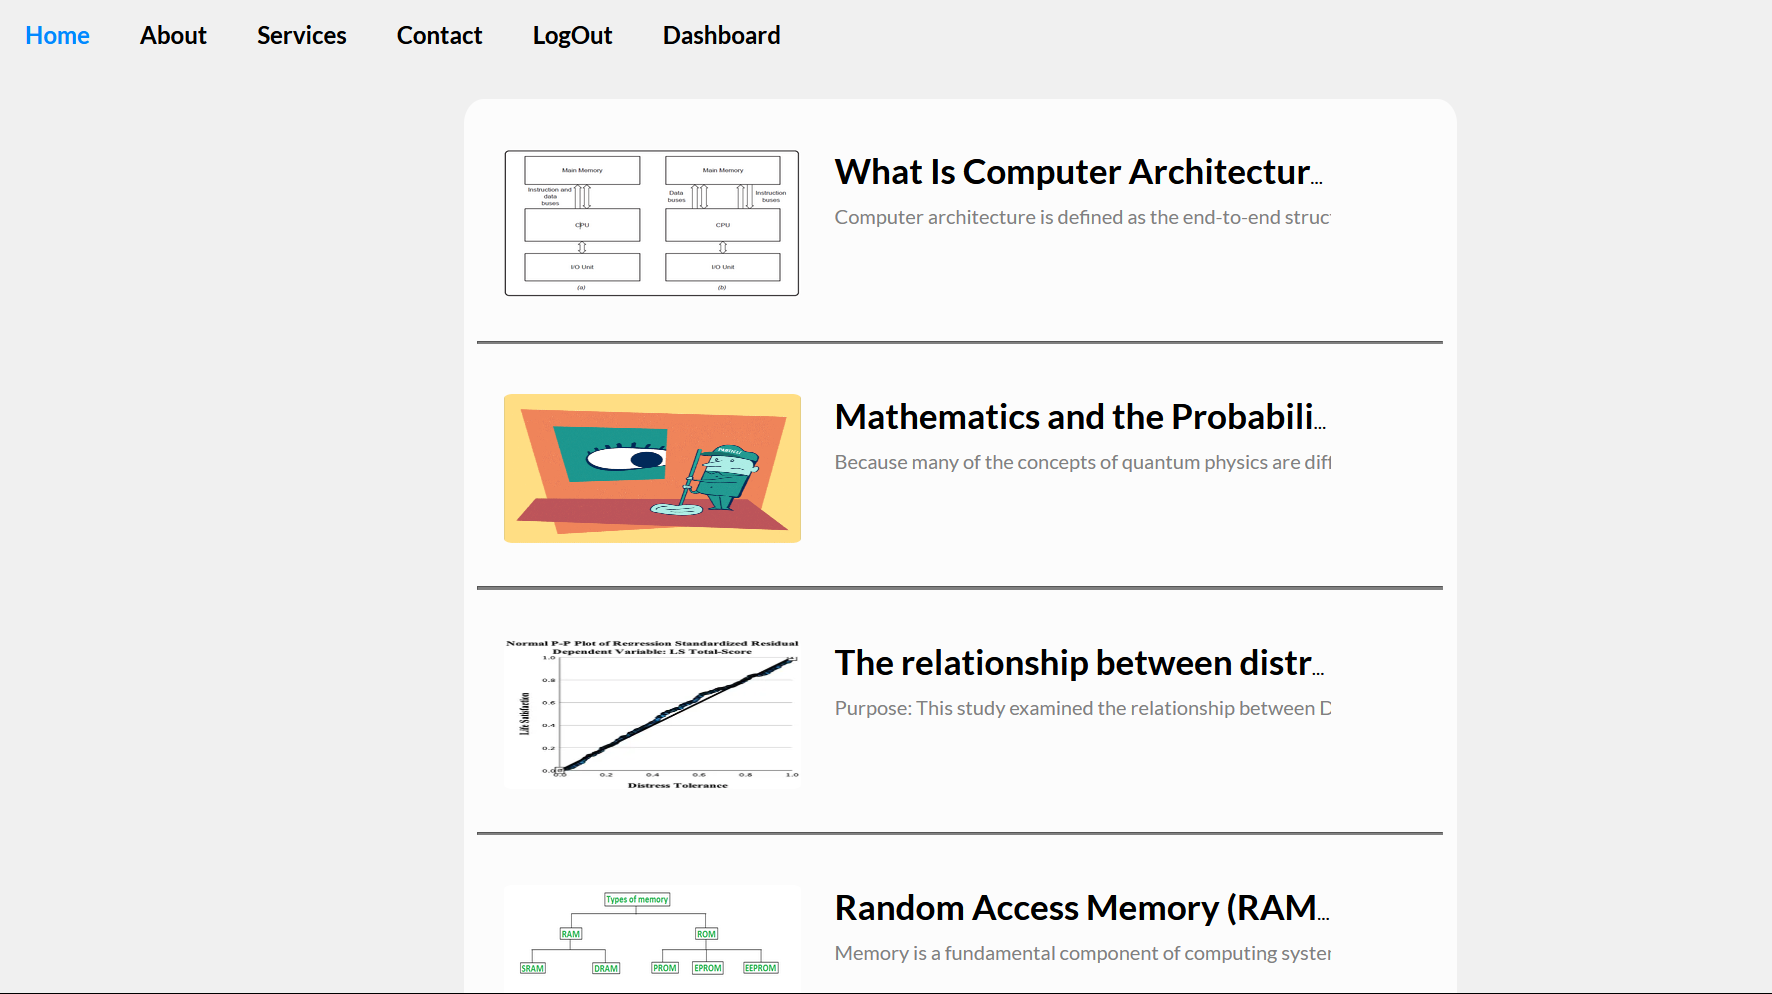 Home About Services Contact LogOut Dashboard
Main Memory Main Memory
Instruction and data buses
Data buses
Instruction buses
CPU CPU
I/O Unit I/O Unit
(a) (b)
What Is Computer Architectur...
Computer architecture is defined as the end-to-end struc
Mathematics and the Probabili...
Because many of the concepts of quantum physics are diff
Normal P-P Plot of Regression Standardized Residual
Dependent Variable: LS Total-Score
1.0
0.8
0.6
0.4
0.2
0.0
Life Satisfaction
0.0 0.2 0.4 0.6 0.8 1.0
Distress Tolerance
The relationship between distr...
Purpose: This study examined the relationship between D
Types of memory
RAM ROM
SRAM DRAM PROM EPROM EEPROM
Random Access Memory (RAM...
Memory is a fundamental component of computing syste